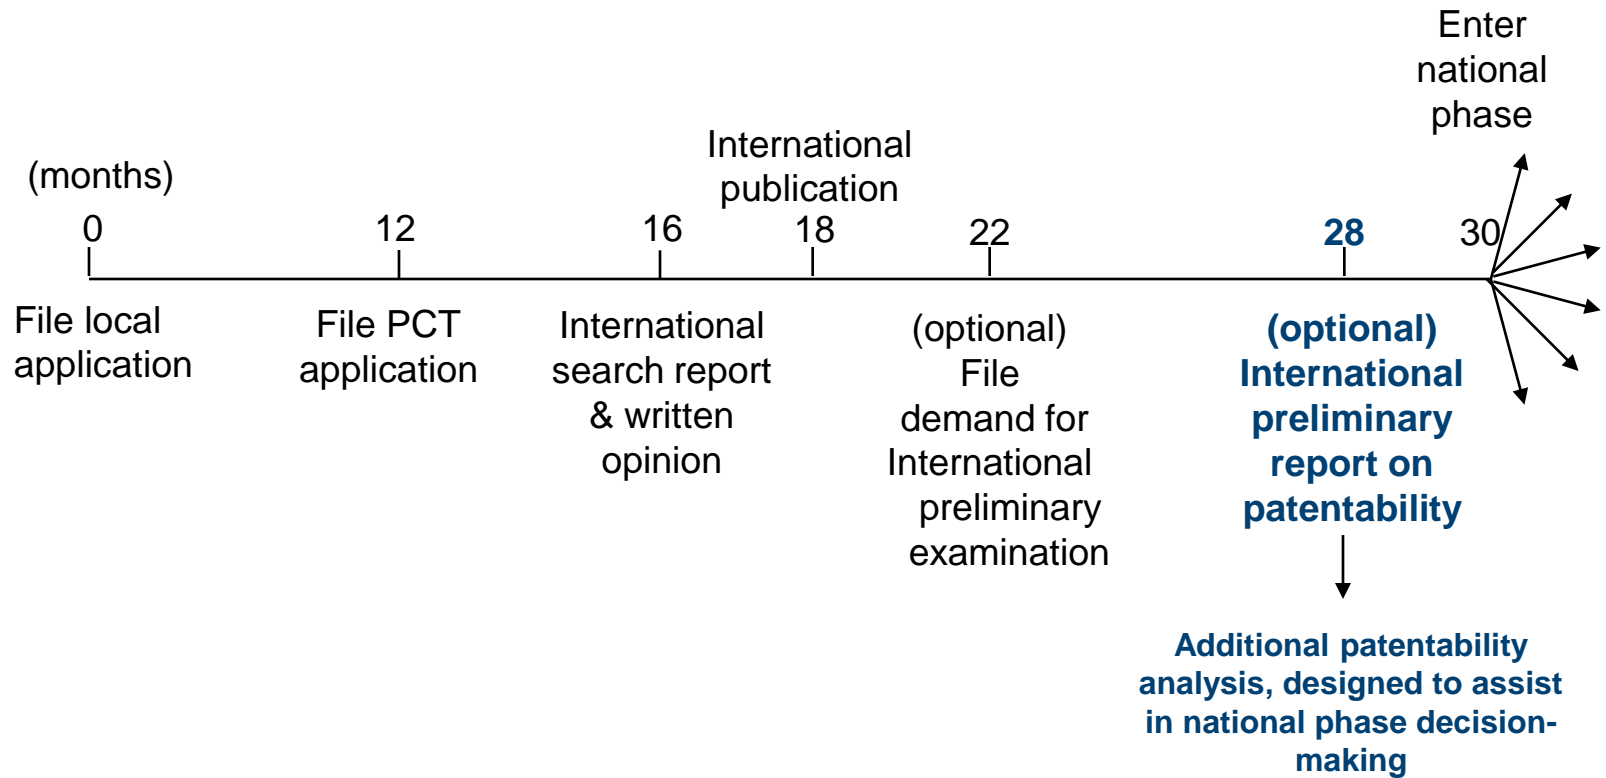 Enter
national
phase
International
publication
(months)
0
12
16
18
22
28
30
File local
application
File PCT
application
International
search report
& written
opinion
(optional)
File
demand for
International
preliminary
examination
(optional)
International
preliminary
report on
patentability
Additional patentability
analysis, designed to assist
in national phase decision-
making